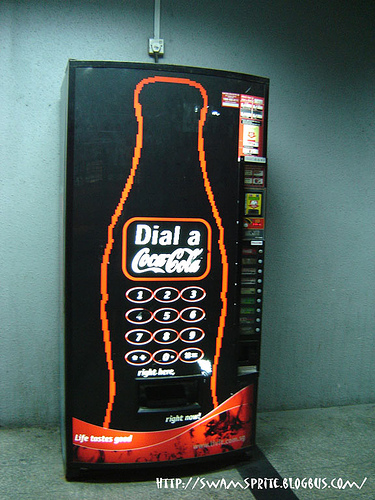 Dial a
Coca-Cola
1 2 3
4 5 6
7 8 9
0
right here,
right now!
Life tastes good
HTTP://SWAMSPRITE.BLOGBUS.COM/